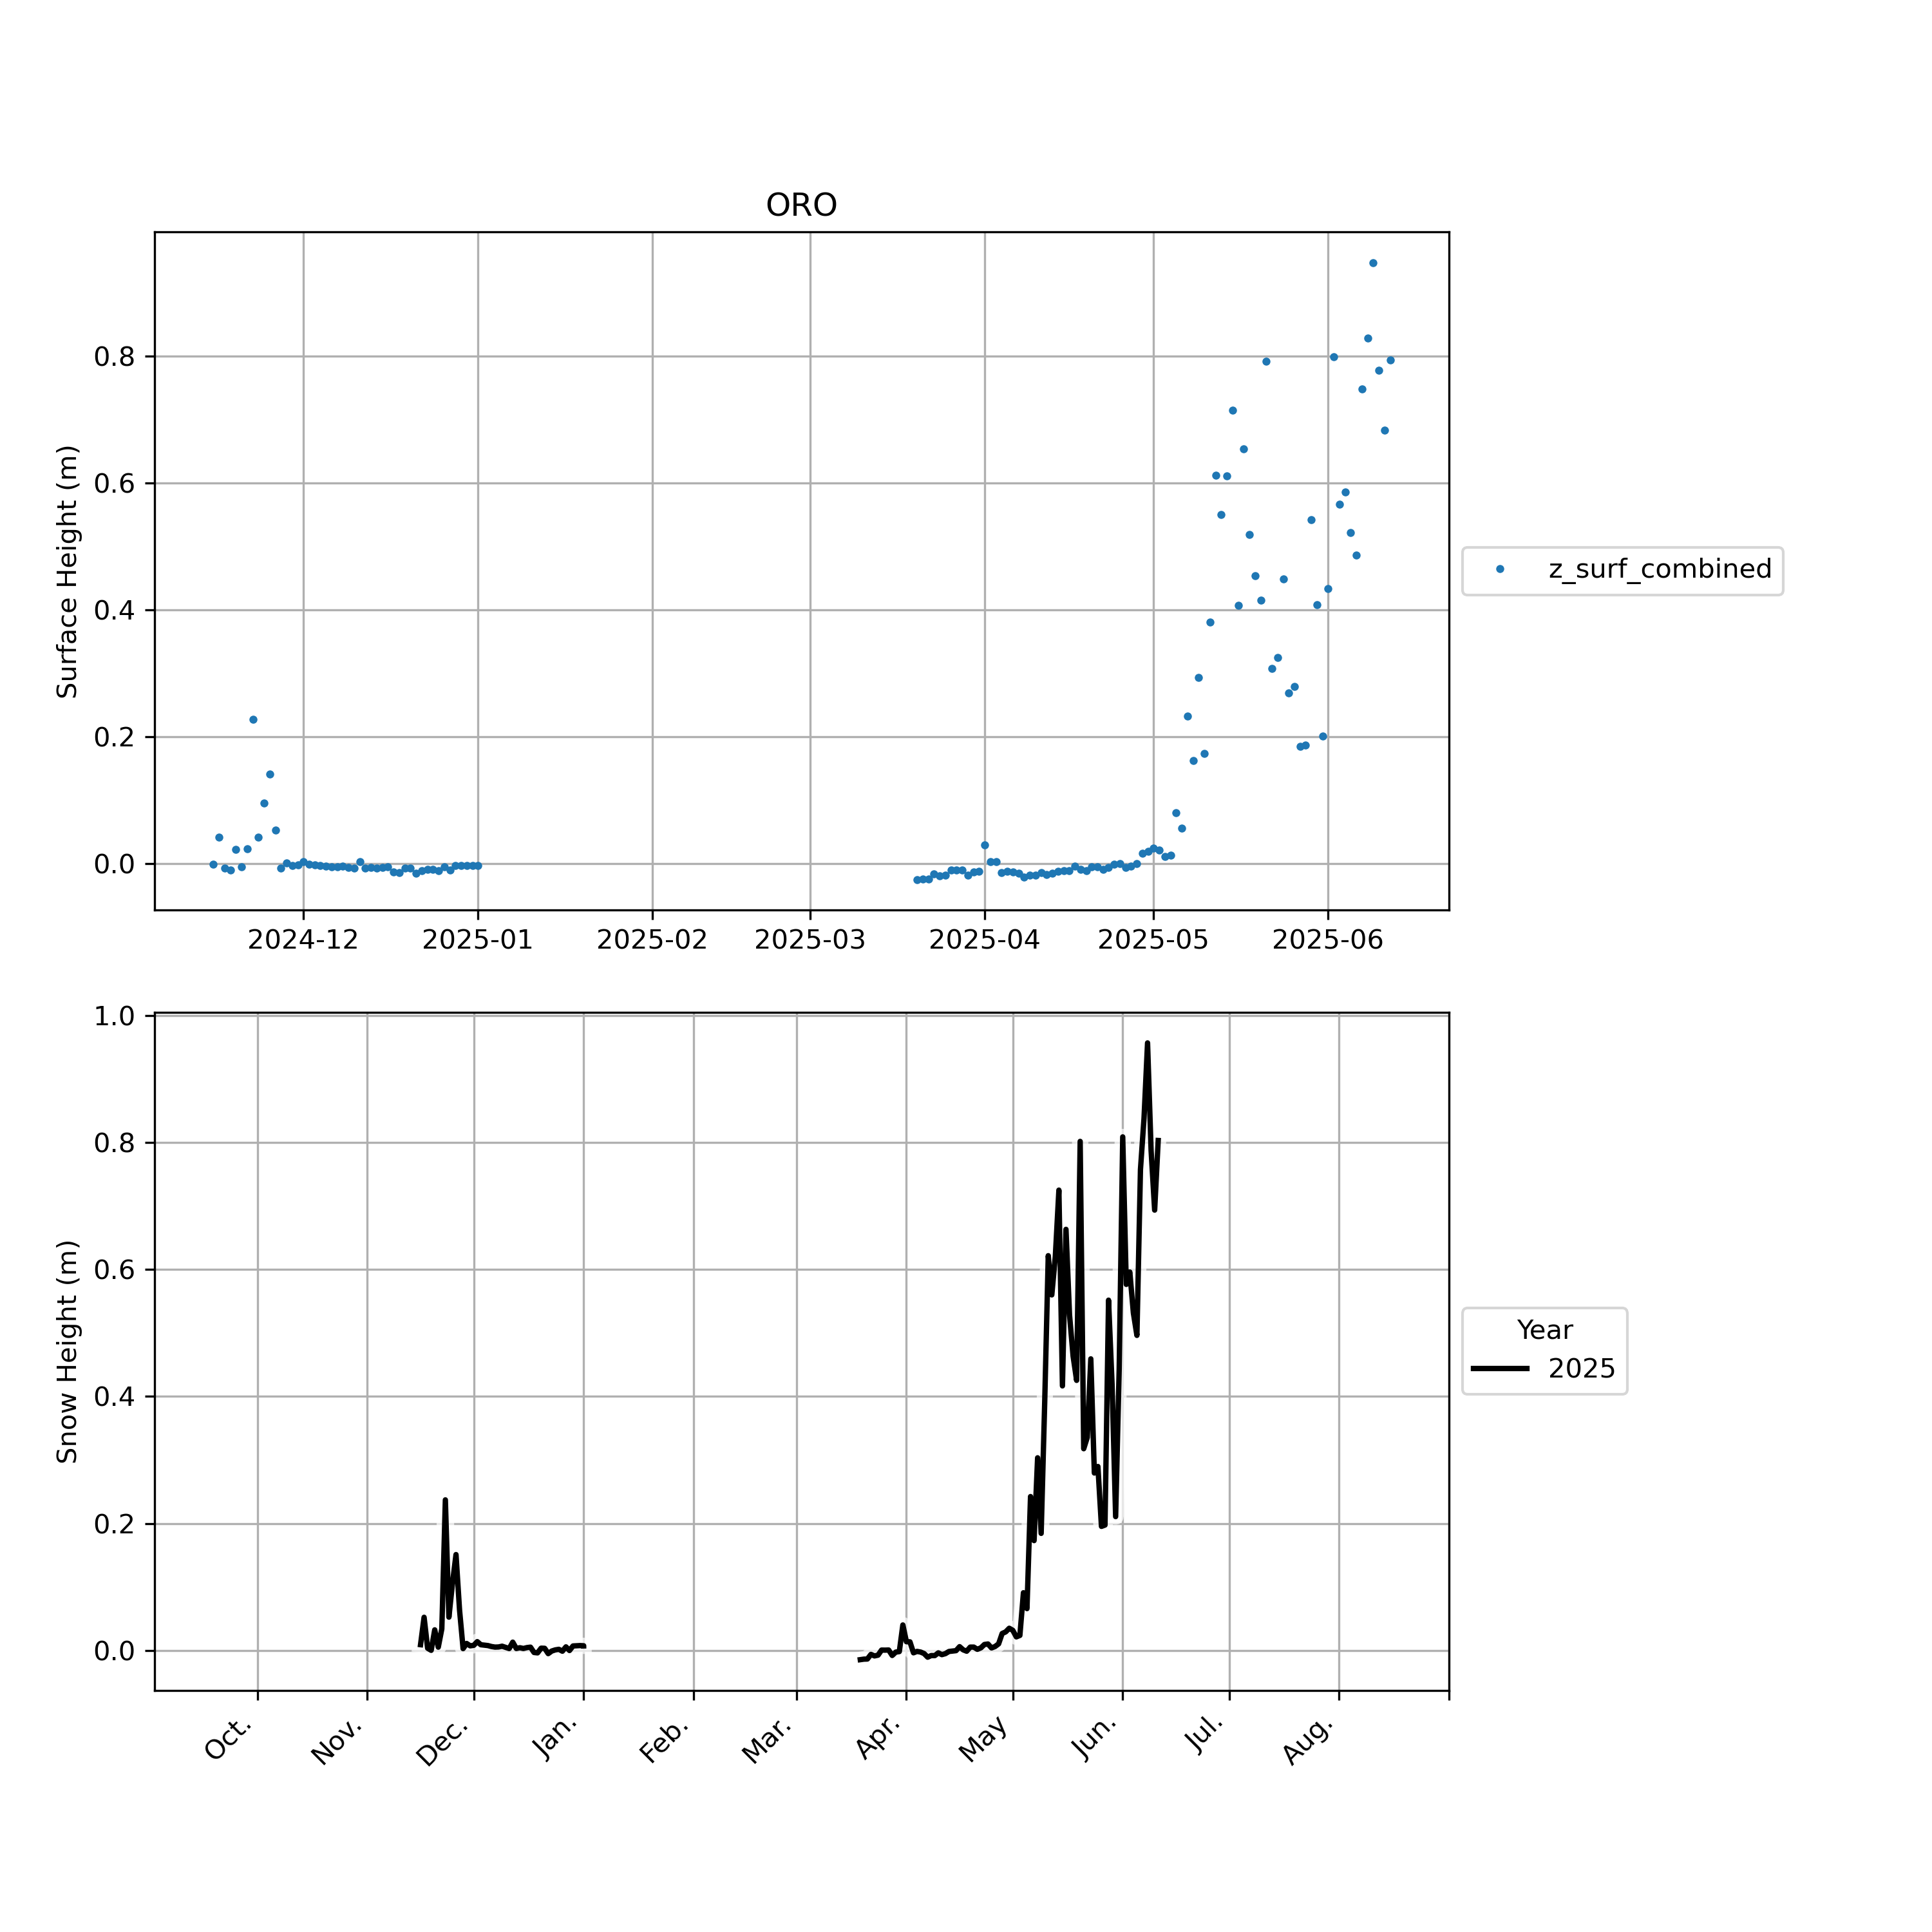 ORO
Surface Height (m)
0.8
0.6
0.4
0.2
0.0
2024-12 2025-01 2025-02 2025-03 2025-04 2025-05 2025-06
z_surf_combined
Snow Height (m)
1.0
0.8
0.6
0.4
0.2
0.0
Oct. Nov. Dec. Jan. Feb. Mar. Apr. May Jun. Jul. Aug.
Year
2025